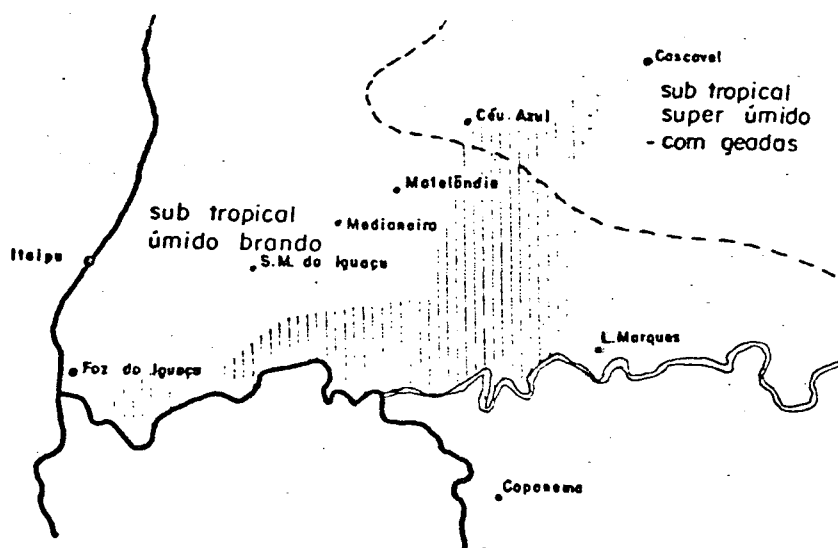 Cascavel
sub tropical
super úmido
- com geadas
Céu Azul
Matelândia
sub tropical
úmido brando
Medianeira
Itaipu
S.M. do Iguaçu
L. Marques
Foz do Iguaçu
Capanema